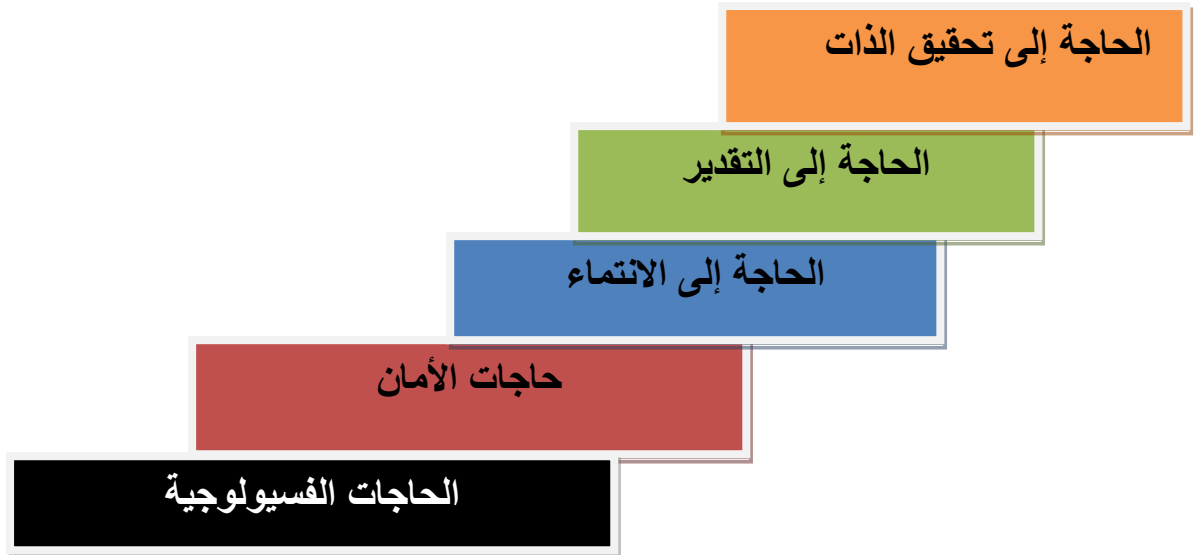 الحاجة إلى تحقيق الذات
الحاجة إلى التقدير
الحاجة إلى الانتماء
حاجات الأمان
الحاجات الفسيولوجية